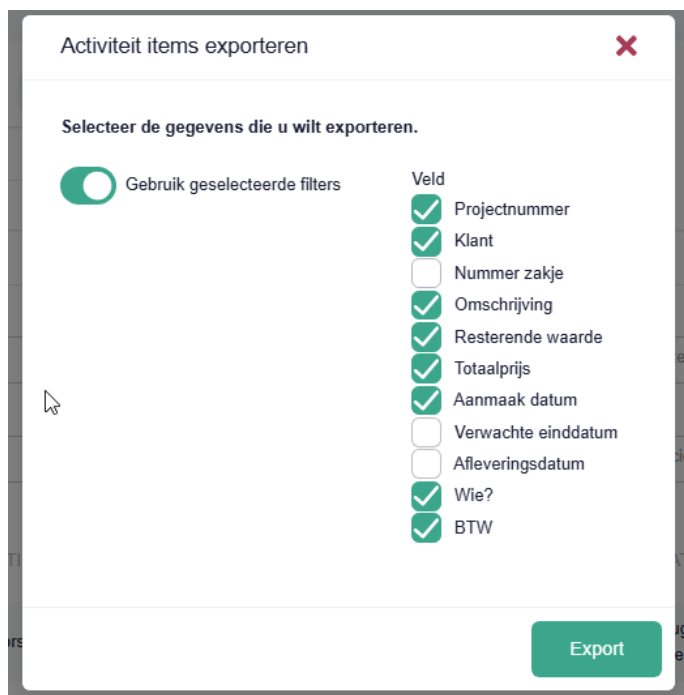 Activiteit items exporteren
Selecteer de gegevens die u wilt exporteren.
Gebruik geselecteerde filters
Veld
Projectnummer
Klant
Nummer zakje
Omschrijving
Resterende waarde
Totaalprijs
Aanmaak datum
Verwachte einddatum
Afleveringsdatum
Wie?
BTW
Export